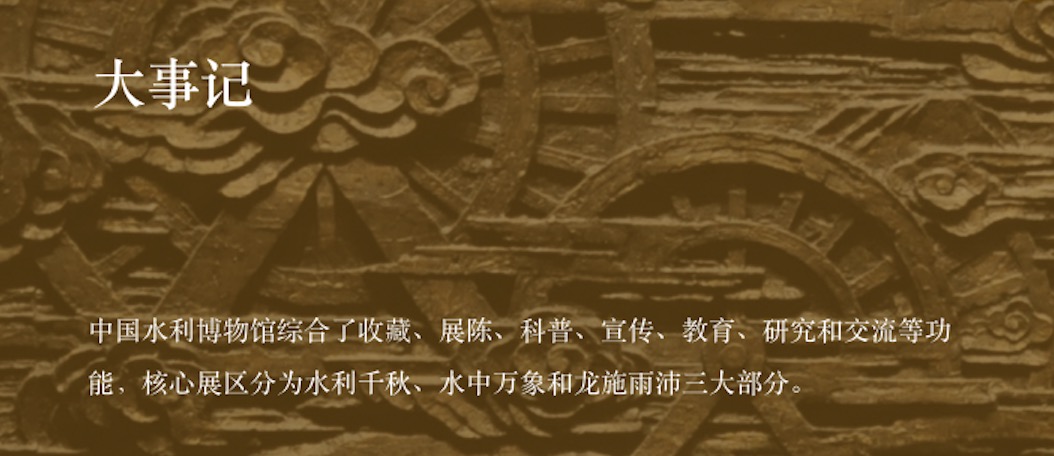 大事记
中国水利博物馆综合了收藏、展陈、科普、宣传、教育、研究和交流等功
能，核心展区分为水利千秋、水中万象和龙施雨沛三大部分。